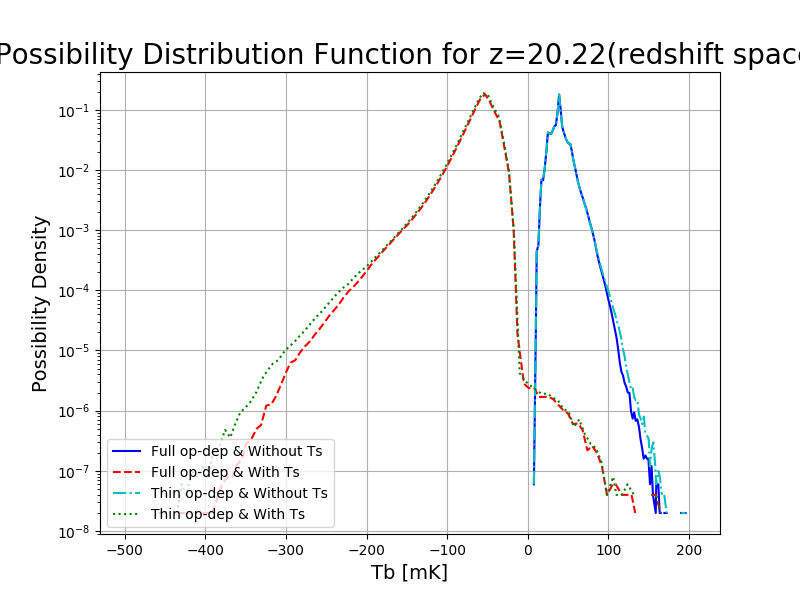 Possibility Distribution Function for z=20.22(redshift space
Possibility Density
10⁻¹
10⁻²
10⁻³
10⁻⁴
10⁻⁵
10⁻⁶
10⁻⁷
10⁻⁸
Full op-dep & Without Ts
Full op-dep & With Ts
Thin op-dep & Without Ts
Thin op-dep & With Ts
−500 −400 −300 −200 −100 0 100 200
Tb [mK]